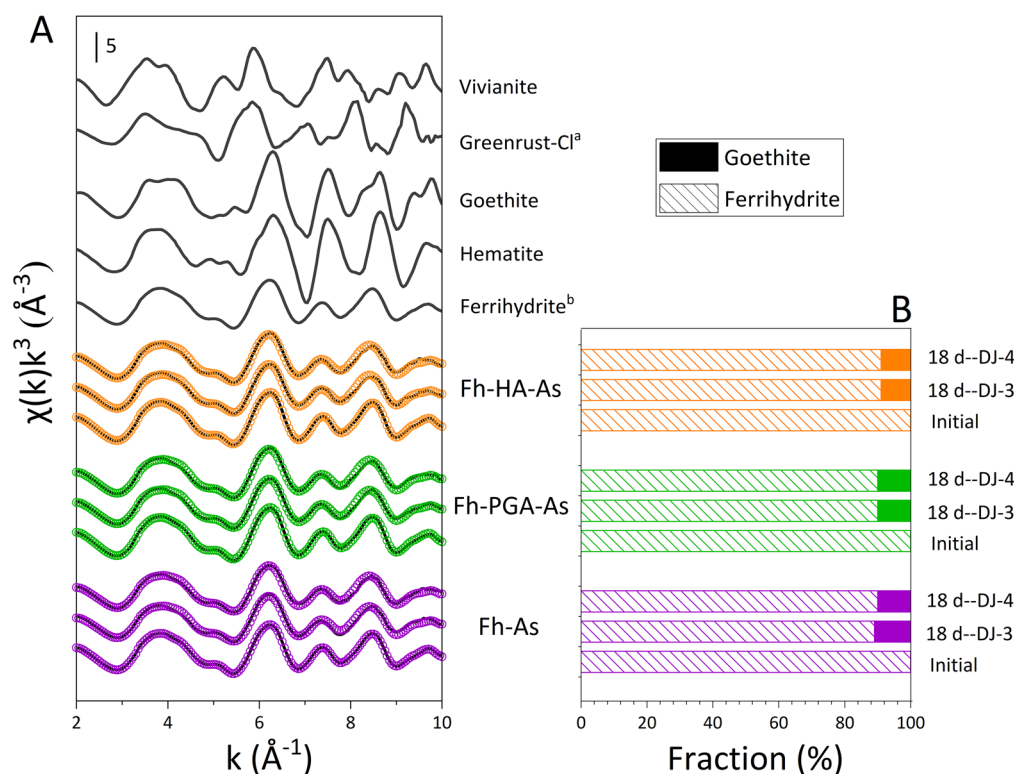 A
5
Vivianite
Greenrust-Clᵃ
Goethite
Hematite
Ferrihydriteᵇ
Fh-HA-As
Fh-PGA-As
Fh-As
χ(k)k³ (Å⁻³)
2 4 6 8 10
k (Å⁻¹)
Goethite
Ferrihydrite
B
18 d--DJ-4
18 d--DJ-3
Initial
18 d--DJ-4
18 d--DJ-3
Initial
18 d--DJ-4
18 d--DJ-3
Initial
0 20 40 60 80 100
Fraction (%)